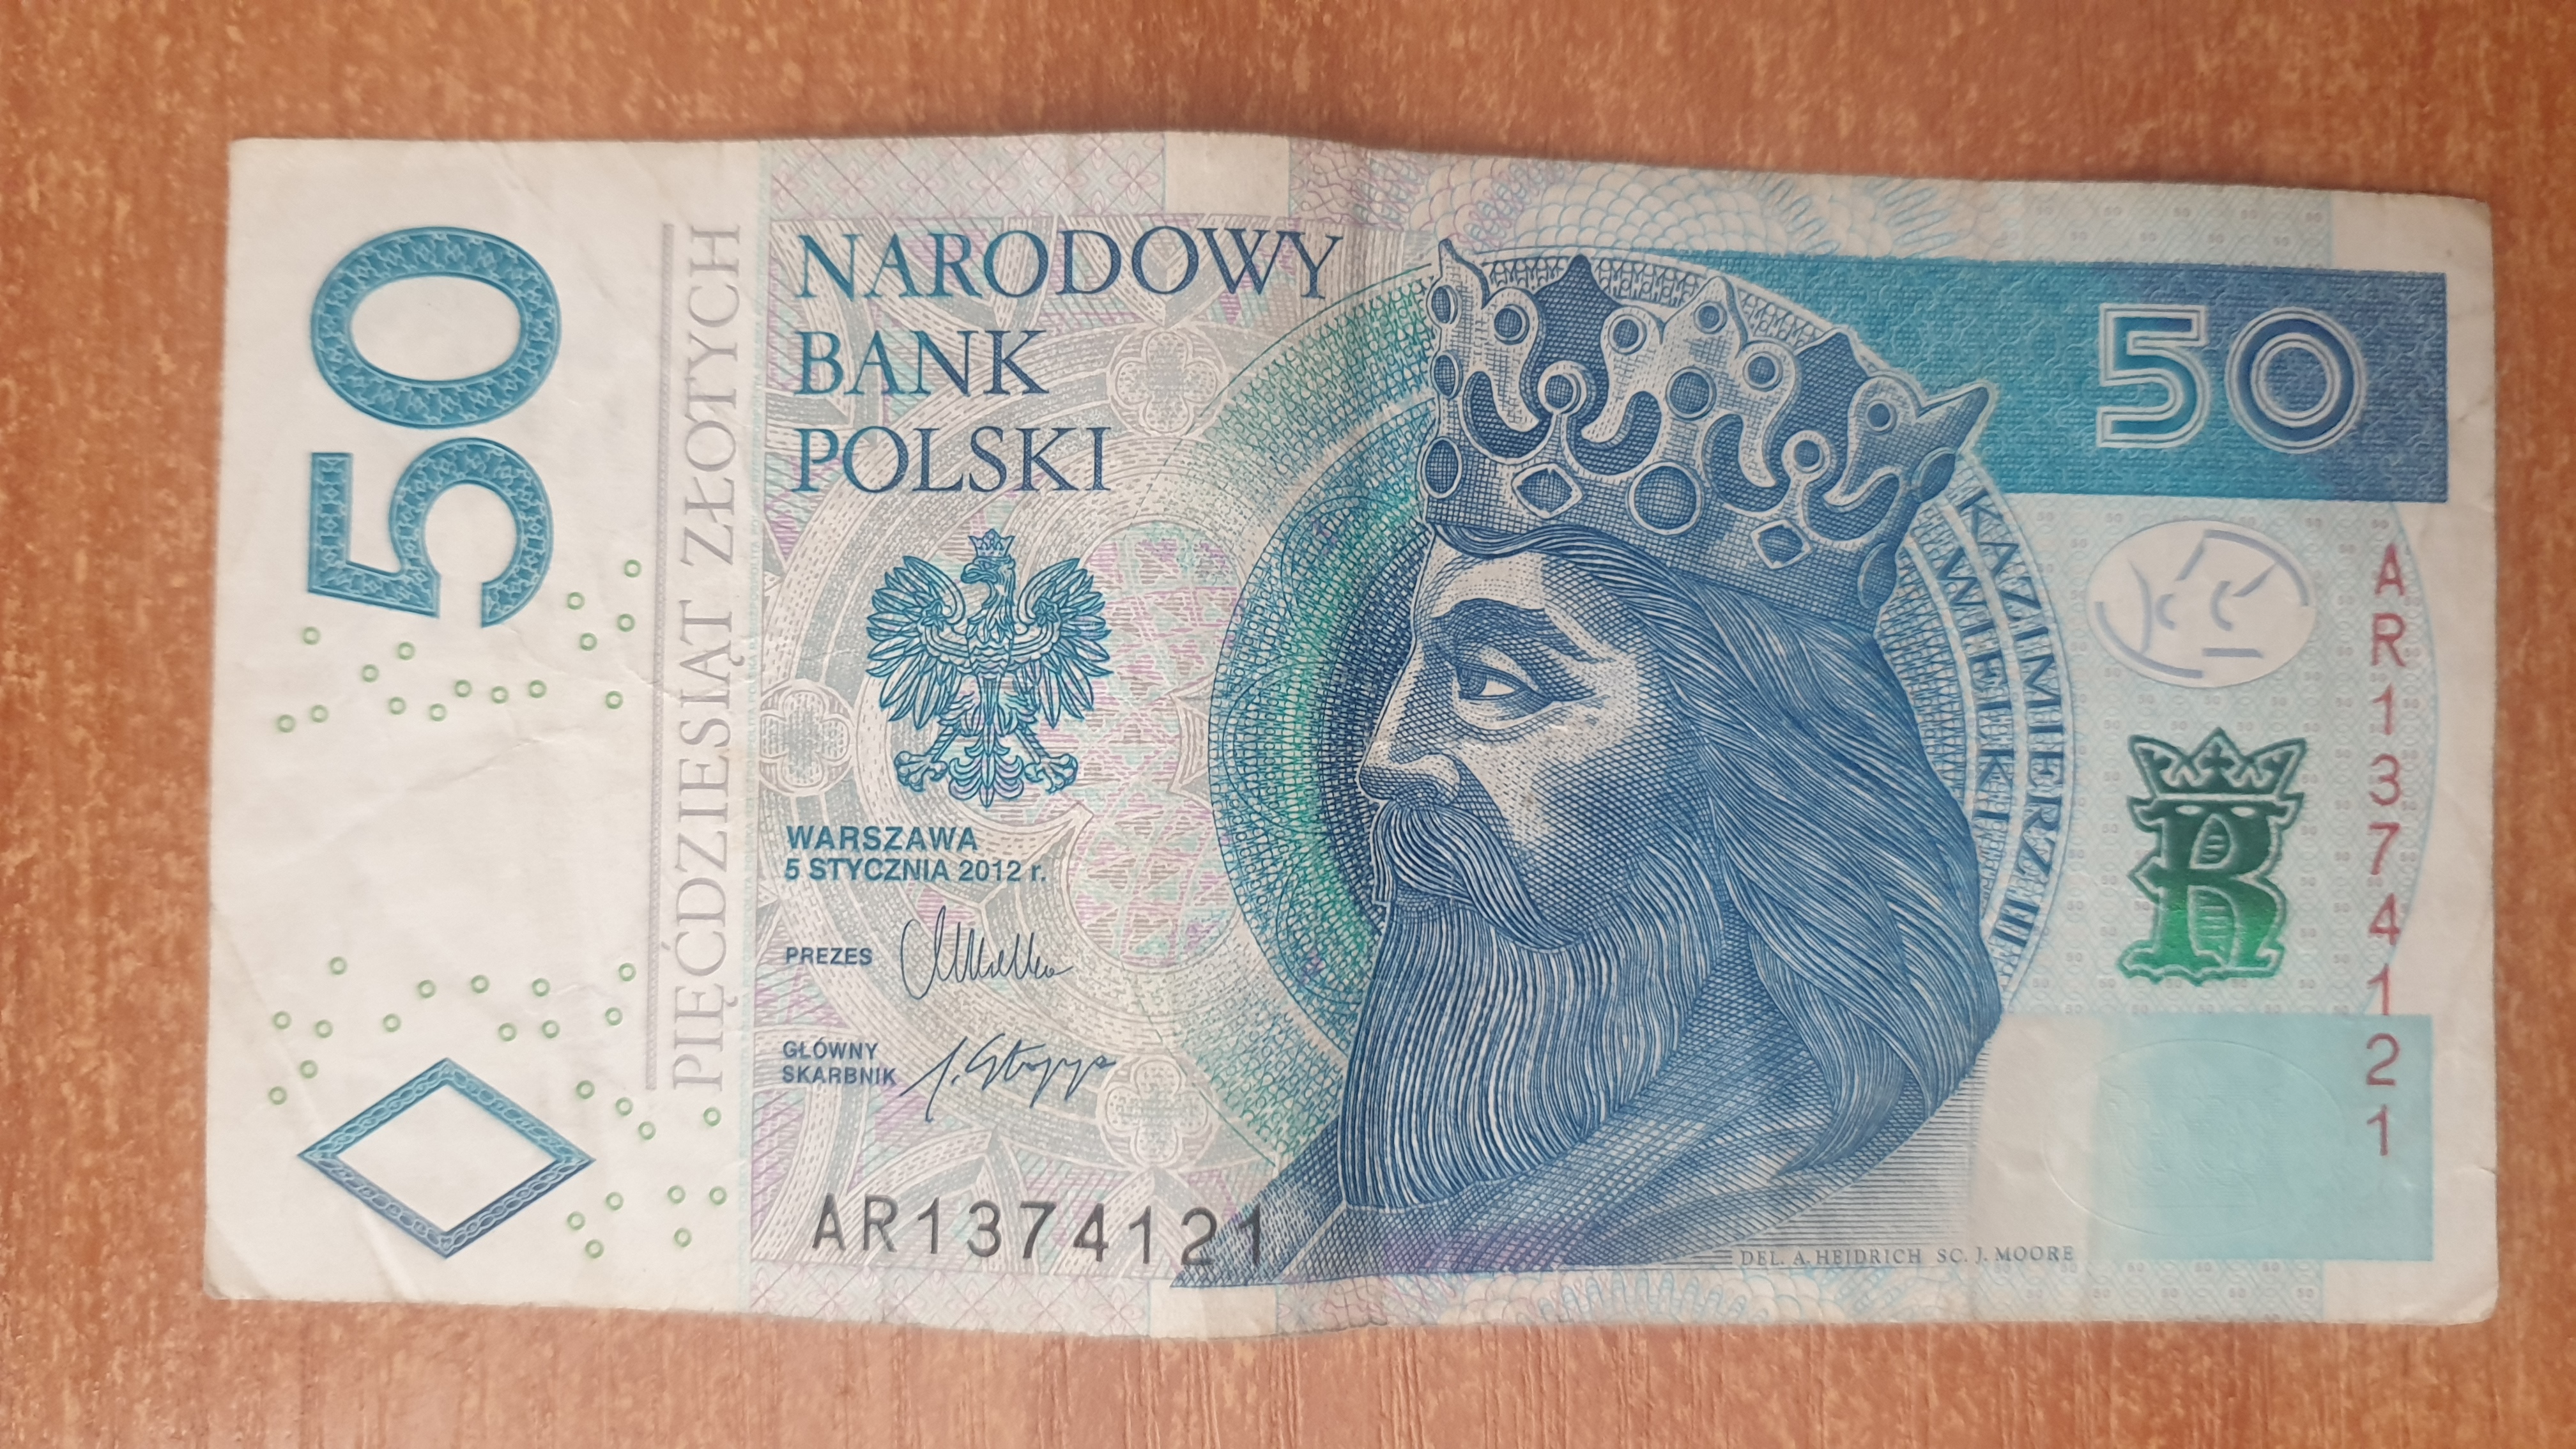 50
PIĘĆDZIESIĄT ZŁOTYCH
NARODOWY
BANK
POLSKI
WARSZAWA
5 STYCZNIA 2012 r.
PREZES
GŁÓWNY
SKARBNIK
AR1374121
KAZIMIERZ III
WIELKI
DEL. A. HEIDRICH SC. J. MOORE
50
AR1374121